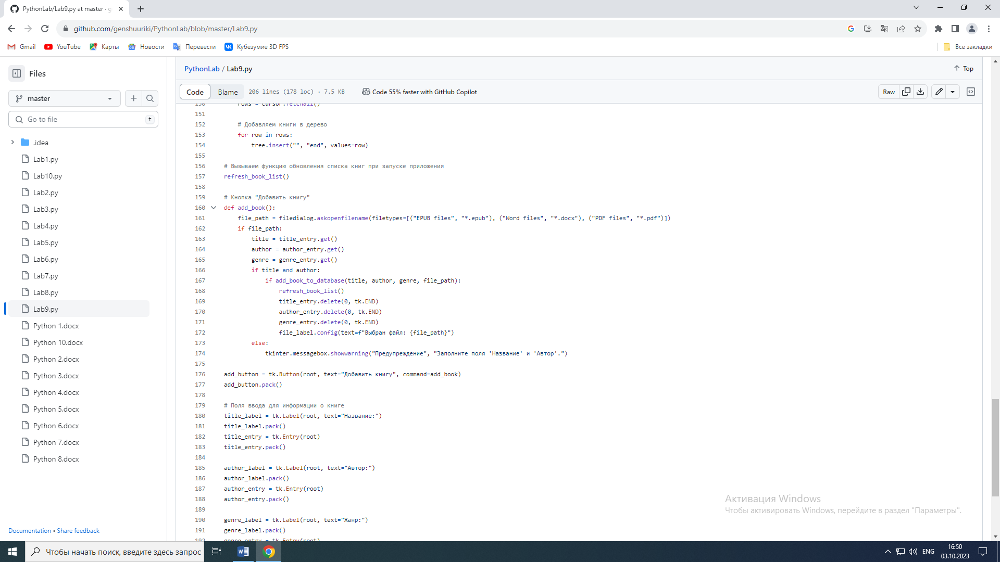 PythonLab/Lab9.py at master · g
github.com/genshuuriki/PythonLab/blob/master/Lab9.py
Gmail YouTube Карты Новости Перевести Кубезумие 3D FPS Все закладки
Files
master
Go to file t
.idea
Lab1.py
Lab10.py
Lab2.py
Lab3.py
Lab4.py
Lab5.py
Lab6.py
Lab7.py
Lab8.py
Lab9.py
Python 1.docx
Python 10.docx
Python 2.docx
Python 3.docx
Python 4.docx
Python 5.docx
Python 6.docx
Python 7.docx
Python 8.docx
Documentation • Share feedback
PythonLab / Lab9.py Top
Code Blame 206 lines (178 loc) · 7.5 KB Code 55% faster with GitHub Copilot Raw
150 rows = cursor.fetchall()
151
152 # Добавляем книги в дерево
153 for row in rows:
154 tree.insert("", "end", values=row)
155
156 # Вызываем функцию обновления списка книг при запуске приложения
157 refresh_book_list()
158
159 # Кнопка "Добавить книгу"
160 def add_book():
161 file_path = filedialog.askopenfilename(filetypes=[("EPUB files", "*.epub"), ("Word files", "*.docx"), ("PDF files", "*.pdf")])
162 if file_path:
163 title = title_entry.get()
164 author = author_entry.get()
165 genre = genre_entry.get()
166 if title and author:
167 if add_book_to_database(title, author, genre, file_path):
168 refresh_book_list()
169 title_entry.delete(0, tk.END)
170 author_entry.delete(0, tk.END)
171 genre_entry.delete(0, tk.END)
172 file_label.config(text=f"Выбран файл: {file_path}")
173 else:
174 tkinter.messagebox.showwarning("Предупреждение", "Заполните поля 'Название' и 'Автор'.")
175
176 add_button = tk.Button(root, text="Добавить книгу", command=add_book)
177 add_button.pack()
178
179 # Поля ввода для информации о книге
180 title_label = tk.Label(root, text="Название:")
181 title_label.pack()
182 title_entry = tk.Entry(root)
183 title_entry.pack()
184
185 author_label = tk.Label(root, text="Автор:")
186 author_label.pack()
187 author_entry = tk.Entry(root)
188 author_entry.pack()
189
190 genre_label = tk.Label(root, text="Жанр:")
191 genre_label.pack()
192 genre_entry = tk.Entry(root)
Активация Windows
Чтобы активировать Windows, перейдите в раздел "Параметры".
Чтобы начать поиск, введите здесь запрос
ENG
16:50
03.10.2023